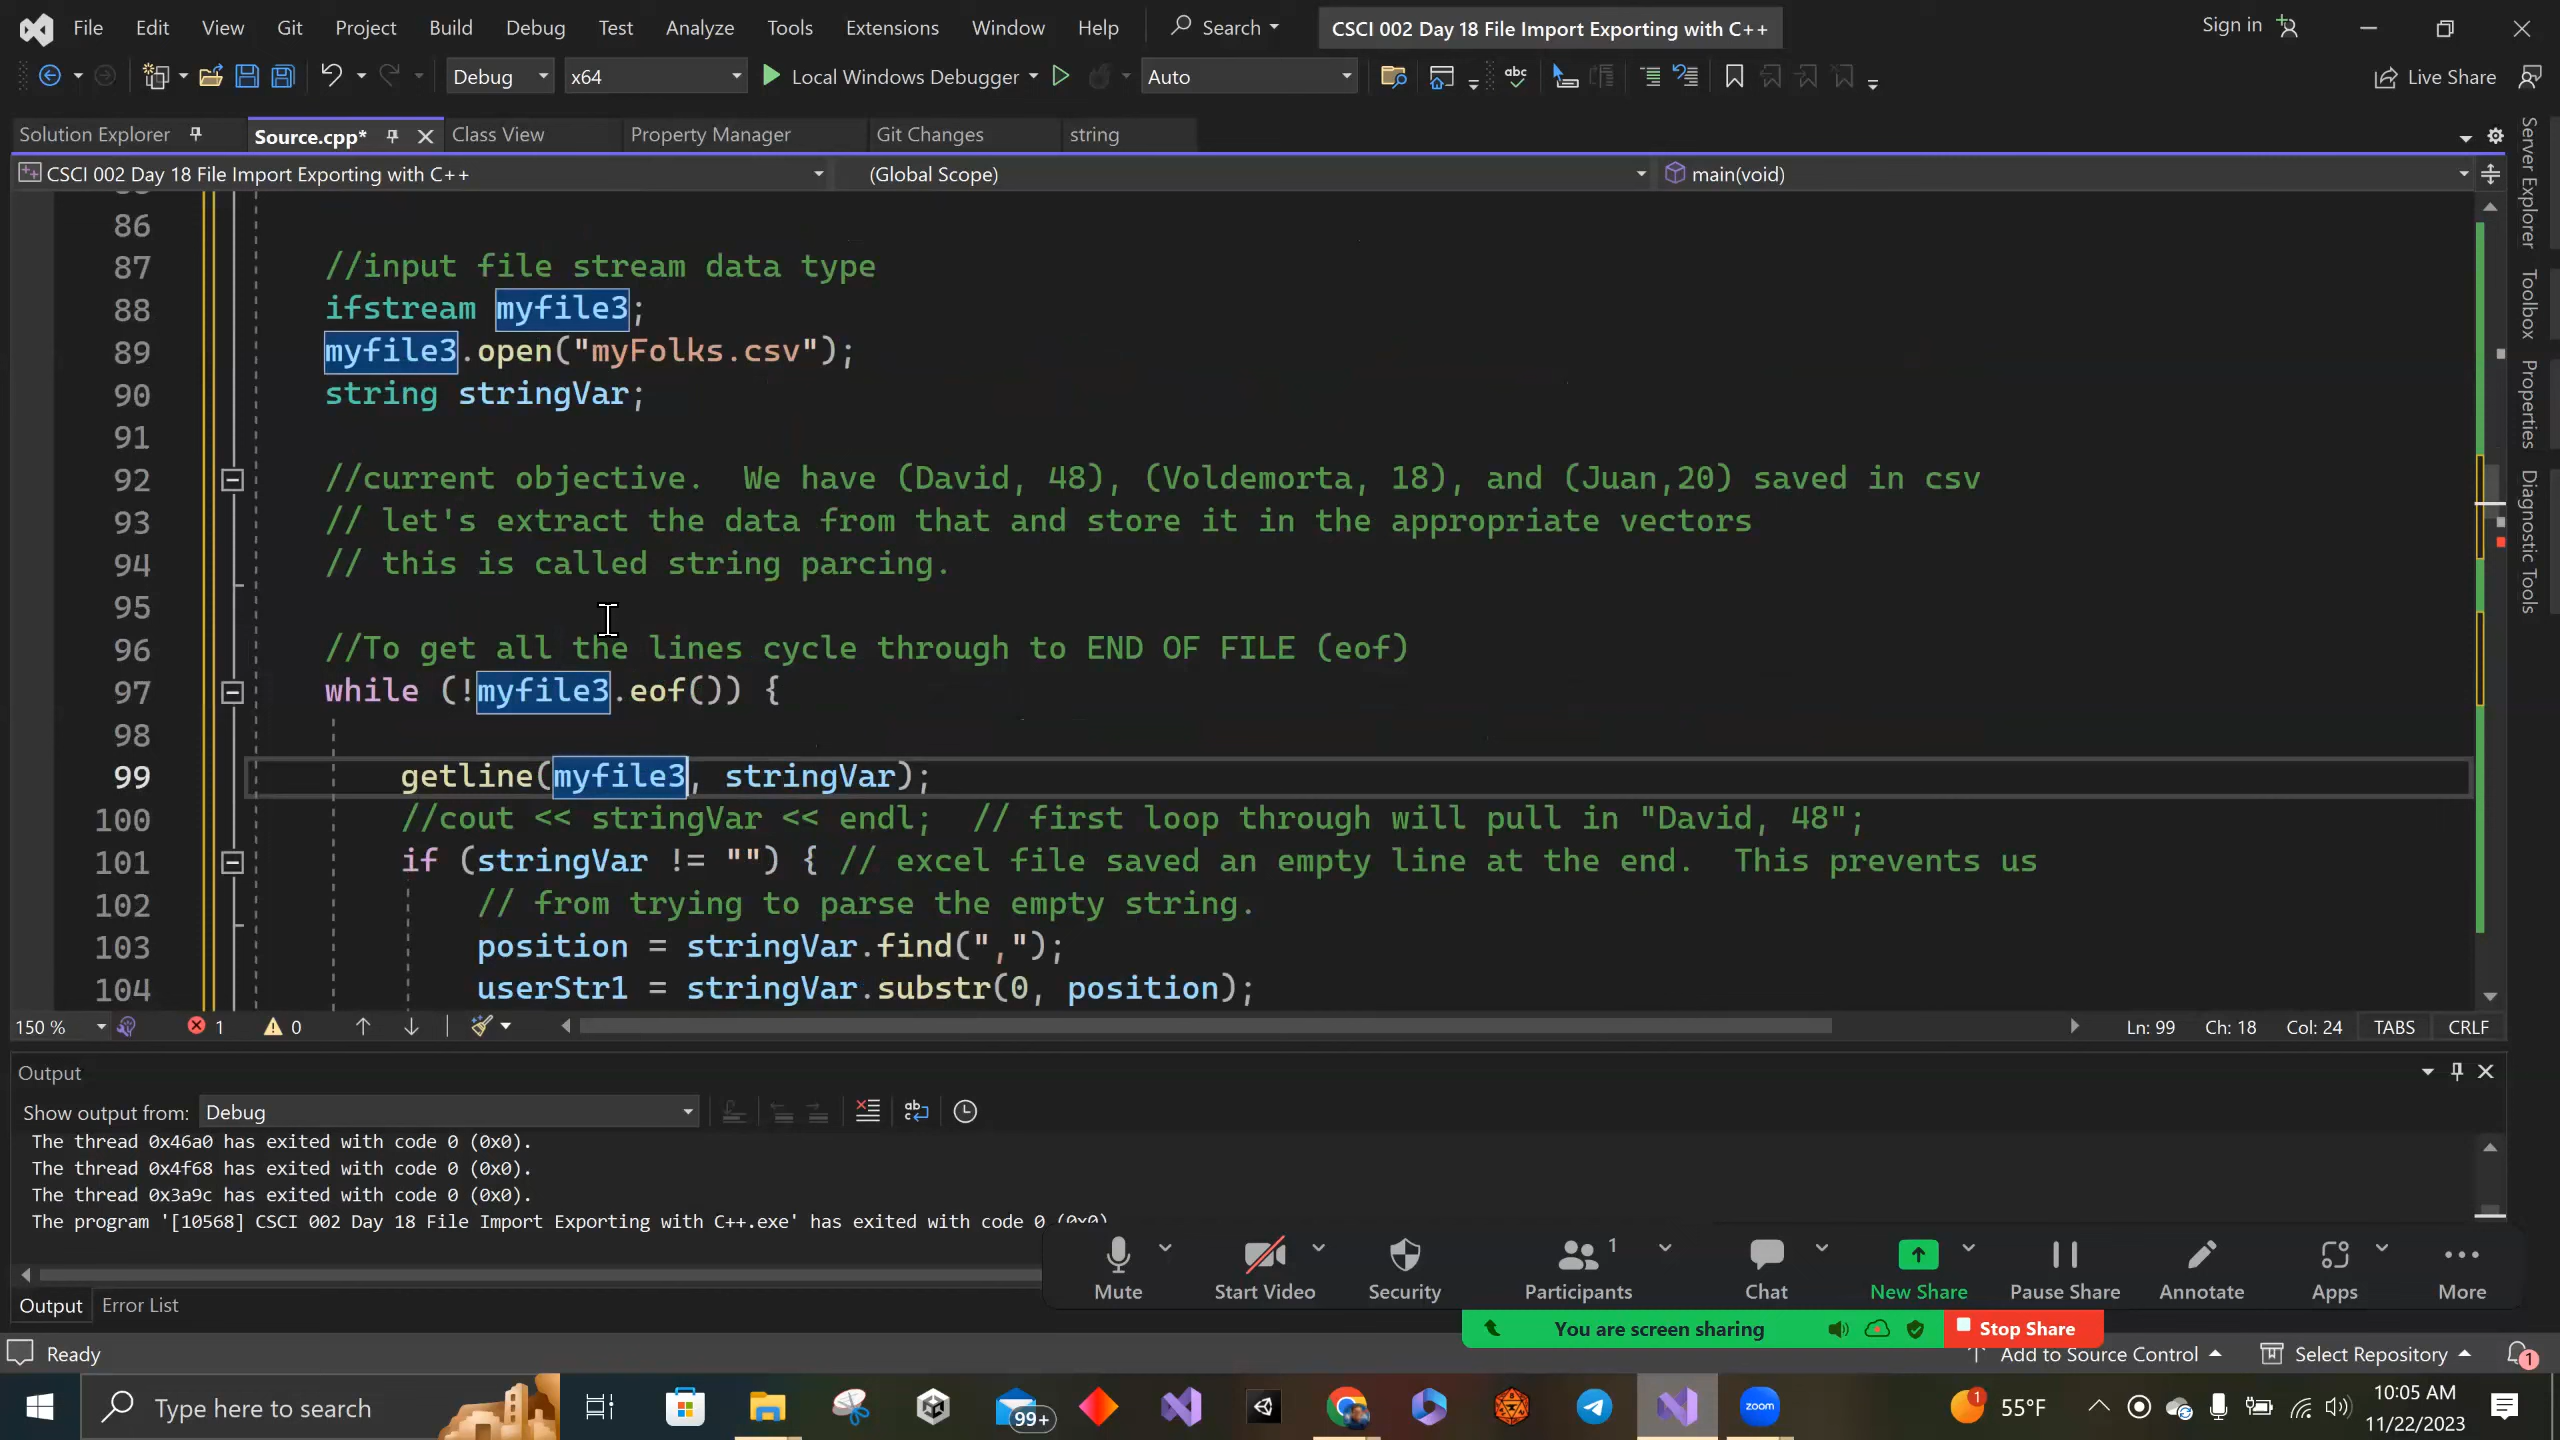 File Edit View Git Project Build Debug Test Analyze Tools Extensions Window Help Search CSCI 002 Day 18 File Import Exporting with C++ Sign in
Debug x64 Local Windows Debugger Auto Live Share
Solution Explorer Source.cpp* Class View Property Manager Git Changes string
CSCI 002 Day 18 File Import Exporting with C++ (Global Scope) main(void)
86
87 //input file stream data type
88 ifstream myfile3;
89 myfile3.open("myFolks.csv");
90 string stringVar;
91
92 //current objective.  We have (David, 48), (Voldemorta, 18), and (Juan,20) saved in csv
93 // let's extract the data from that and store it in the appropriate vectors
94 // this is called string parcing.
95
96 //To get all the lines cycle through to END OF FILE (eof)
97 while (!myfile3.eof()) {
98
99 getline(myfile3, stringVar);
100 //cout << stringVar << endl;  // first loop through will pull in "David, 48";
101 if (stringVar != "") { // excel file saved an empty line at the end.  This prevents us
102 // from trying to parse the empty string.
103 position = stringVar.find(",");
104 userStr1 = stringVar.substr(0, position);
Server Explorer
Toolbox
Properties
Diagnostic Tools
150 % 1 0 Ln: 99 Ch: 18 Col: 24 TABS CRLF
Output
Show output from: Debug
The thread 0x46a0 has exited with code 0 (0x0).
The thread 0x4f68 has exited with code 0 (0x0).
The thread 0x3a9c has exited with code 0 (0x0).
The program '[10568] CSCI 002 Day 18 File Import Exporting with C++.exe' has exited with code 0 (0x0)
1
Mute Start Video Security Participants Chat New Share Pause Share Annotate Apps More
Output Error List
You are screen sharing Stop Share
Ready Add to Source Control Select Repository 1
Type here to search 99+ zoom 1 55°F 10:05 AM
11/22/2023